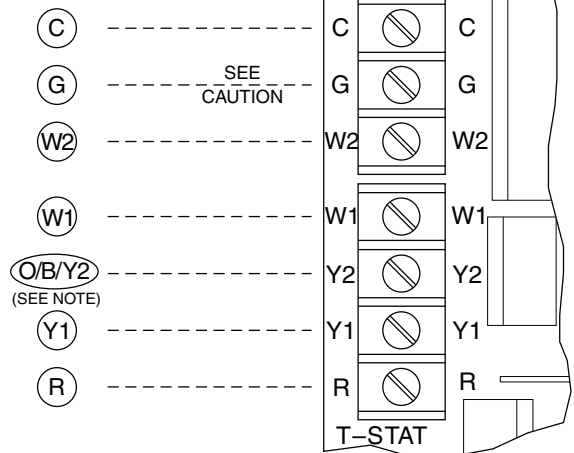 C C C
G SEE CAUTION G G
W2 W2 W2
W1 W1 W1
O/B/Y2 Y2 Y2
(SEE NOTE)
Y1 Y1 Y1
R R R
T-STAT